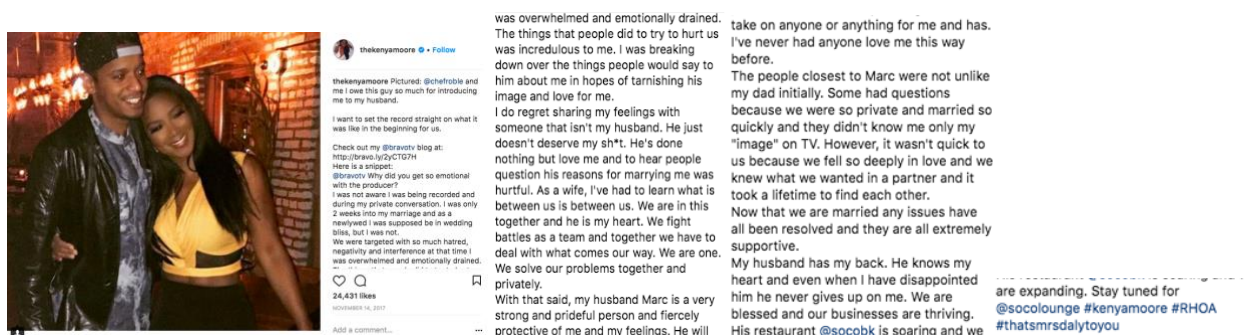 thekenyamoore • Follow
thekenyamoore Pictured: @chefroble and
me I owe this guy so much for introducing
me to my husband.
I want to set the record straight on what it
was like in the beginning for us.
Check out my @bravotv blog at:
http://bravo.ly/2yCTG7H
Here is a snippet:
@bravotv Why did you get so emotional
with the producer?
I was not aware I was being recorded and
during my private conversation. I was only
2 weeks into my marriage and as a
newlywed I was supposed be in wedding
bliss, but I was not.
We were targeted with so much hatred,
negativity and interference at that time I
was overwhelmed and emotionally drained.
24,431 likes
NOVEMBER 14, 2017
Add a comment...
was overwhelmed and emotionally drained.
The things that people did to try to hurt us
was incredulous to me. I was breaking
down over the things people would say to
him about me in hopes of tarnishing his
image and love for me.
I do regret sharing my feelings with
someone that isn't my husband. He just
doesn't deserve my sh*t. He's done
nothing but love me and to hear people
question his reasons for marrying me was
hurtful. As a wife, I've had to learn what is
between us is between us. We are in this
together and he is my heart. We fight
battles as a team and together we have to
deal with what comes our way. We are one.
We solve our problems together and
privately.
With that said, my husband Marc is a very
strong and prideful person and fiercely
protective of me and my feelings. He will
take on anyone or anything for me and has.
I've never had anyone love me this way
before.
The people closest to Marc were not unlike
my dad initially. Some had questions
because we were so private and married so
quickly and they didn't know me only my
"image" on TV. However, it wasn't quick to
us because we fell so deeply in love and we
knew what we wanted in a partner and it
took a lifetime to find each other.
Now that we are married any issues have
all been resolved and they are all extremely
supportive.
My husband has my back. He knows my
heart and even when I have disappointed
him he never gives up on me. We are
blessed and our businesses are thriving.
His restaurant @socobk is soaring and we
are expanding. Stay tuned for
@socolounge #kenyamoore #RHOA
#thatsmrsdalytoyou